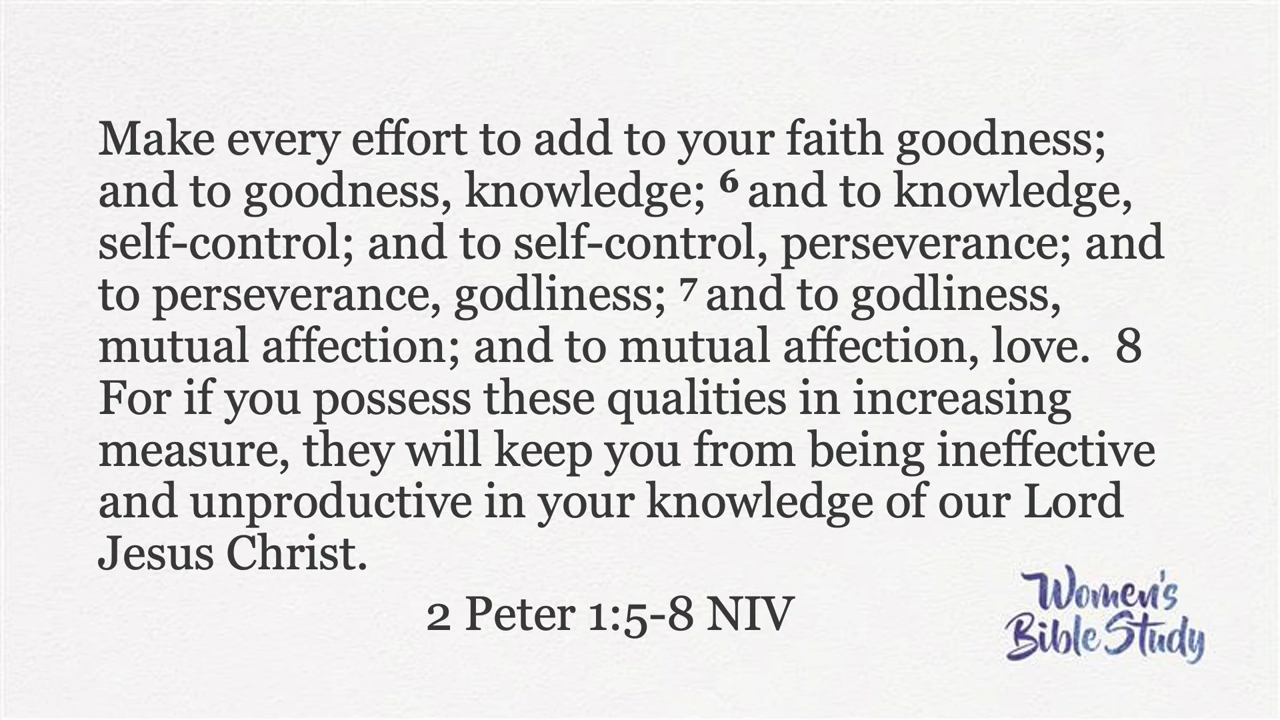 Make every effort to add to your faith goodness;
and to goodness, knowledge; 6 and to knowledge,
self-control; and to self-control, perseverance; and
to perseverance, godliness; 7 and to godliness,
mutual affection; and to mutual affection, love.  8
For if you possess these qualities in increasing
measure, they will keep you from being ineffective
and unproductive in your knowledge of our Lord
Jesus Christ.
2 Peter 1:5-8 NIV
Women's
Bible Study